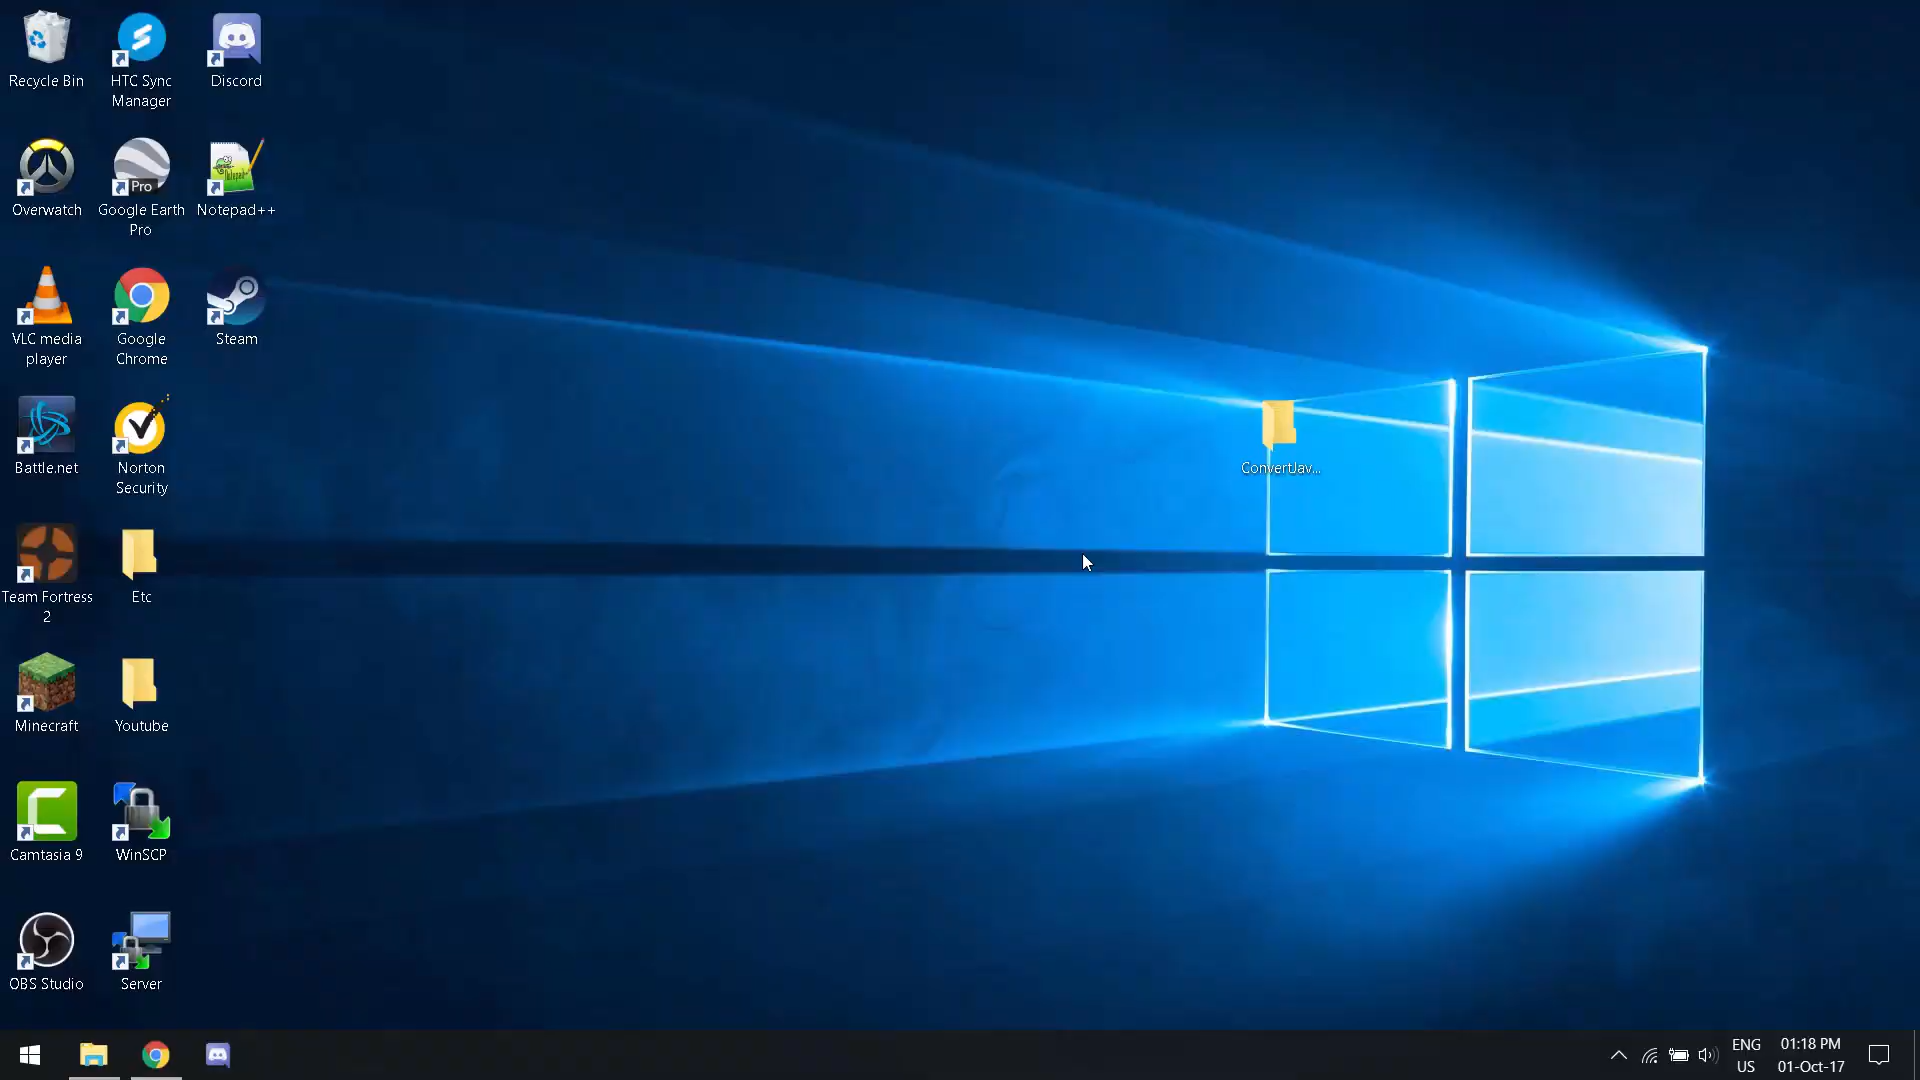 Recycle Bin
HTC Sync
Manager
Discord
Overwatch
Pro
Google Earth
Pro
Notepad++
VLC media
player
Google
Chrome
Steam
Battle.net
Norton
Security
ConvertJav...
Team Fortress
2
Etc
Minecraft
Youtube
Camtasia 9
WinSCP
OBS Studio
Server
ENG
US
01:18 PM
01-Oct-17